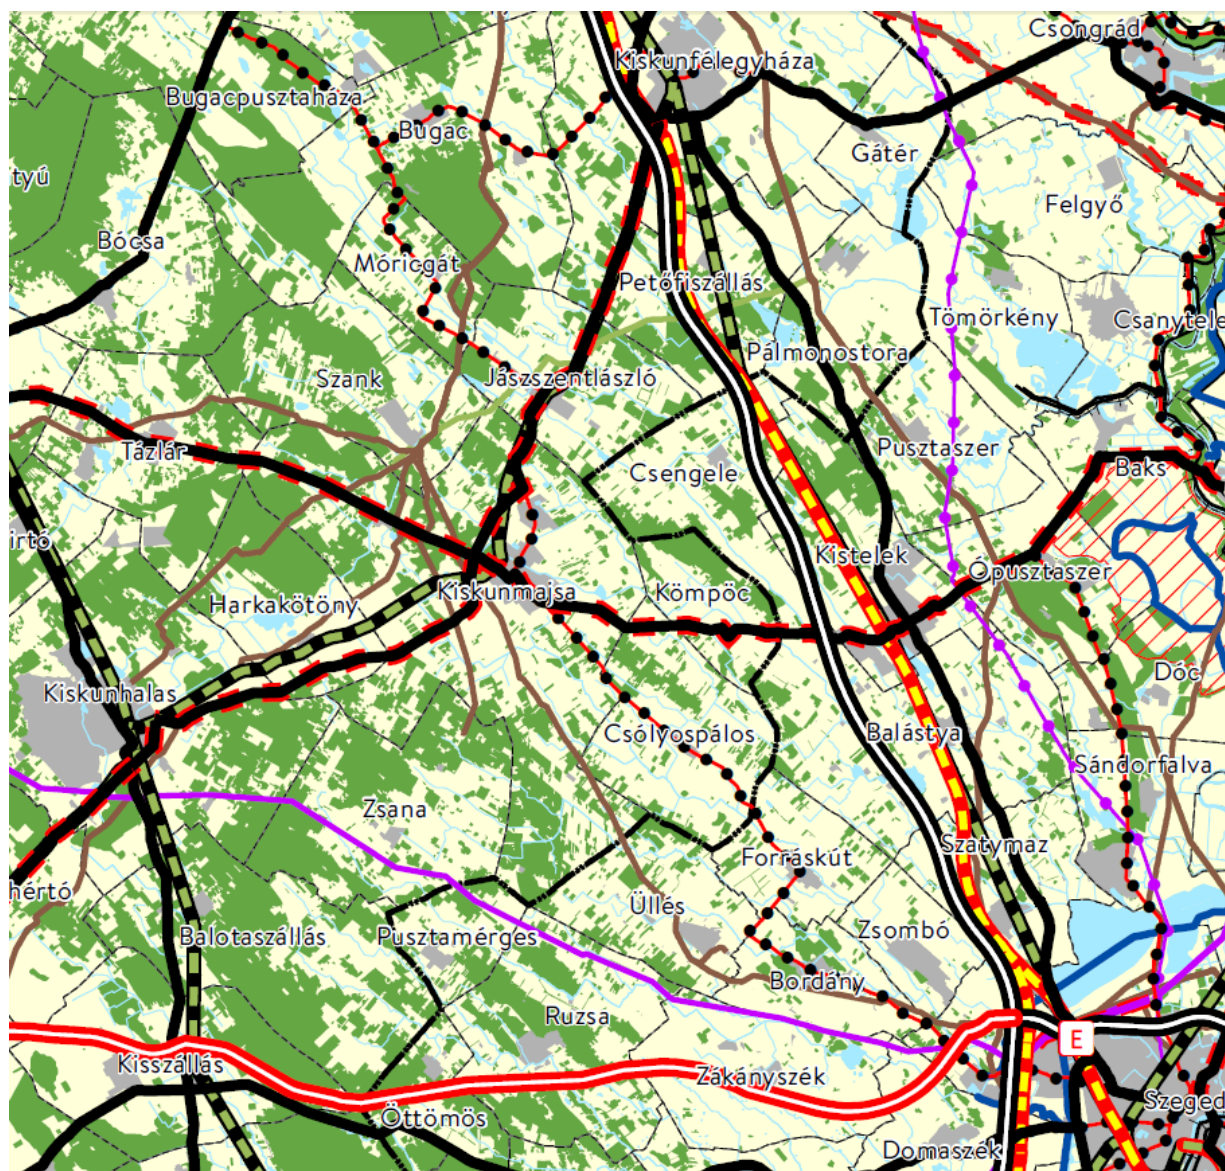 Csongrád
Kiskunfélegyháza
Bugacpusztaháza
Bugac
Gátér
tyú
Felgyő
Bócsa
Móricgát
Petőfiszállás
Tömörkény
Csanytele
Pálmonostora
Szank
Jászszentlászló
Tázlár
Pusztaszer
Csengele
Baks
irtó
Kistelek
Ópusztaszer
Harkakötöny
Kiskunmajsa
Kömpöc
Dóc
Kiskunhalas
Csólyospálos
Balástya
Sándorfalva
Zsana
Szatymaz
Forráskút
hértó
Üllés
Zsombó
Balotaszállás
Pusztamérges
Bordány
Ruzsa
E
Kisszállás
Zákányszék
Szeged
Öttömös
Domaszék